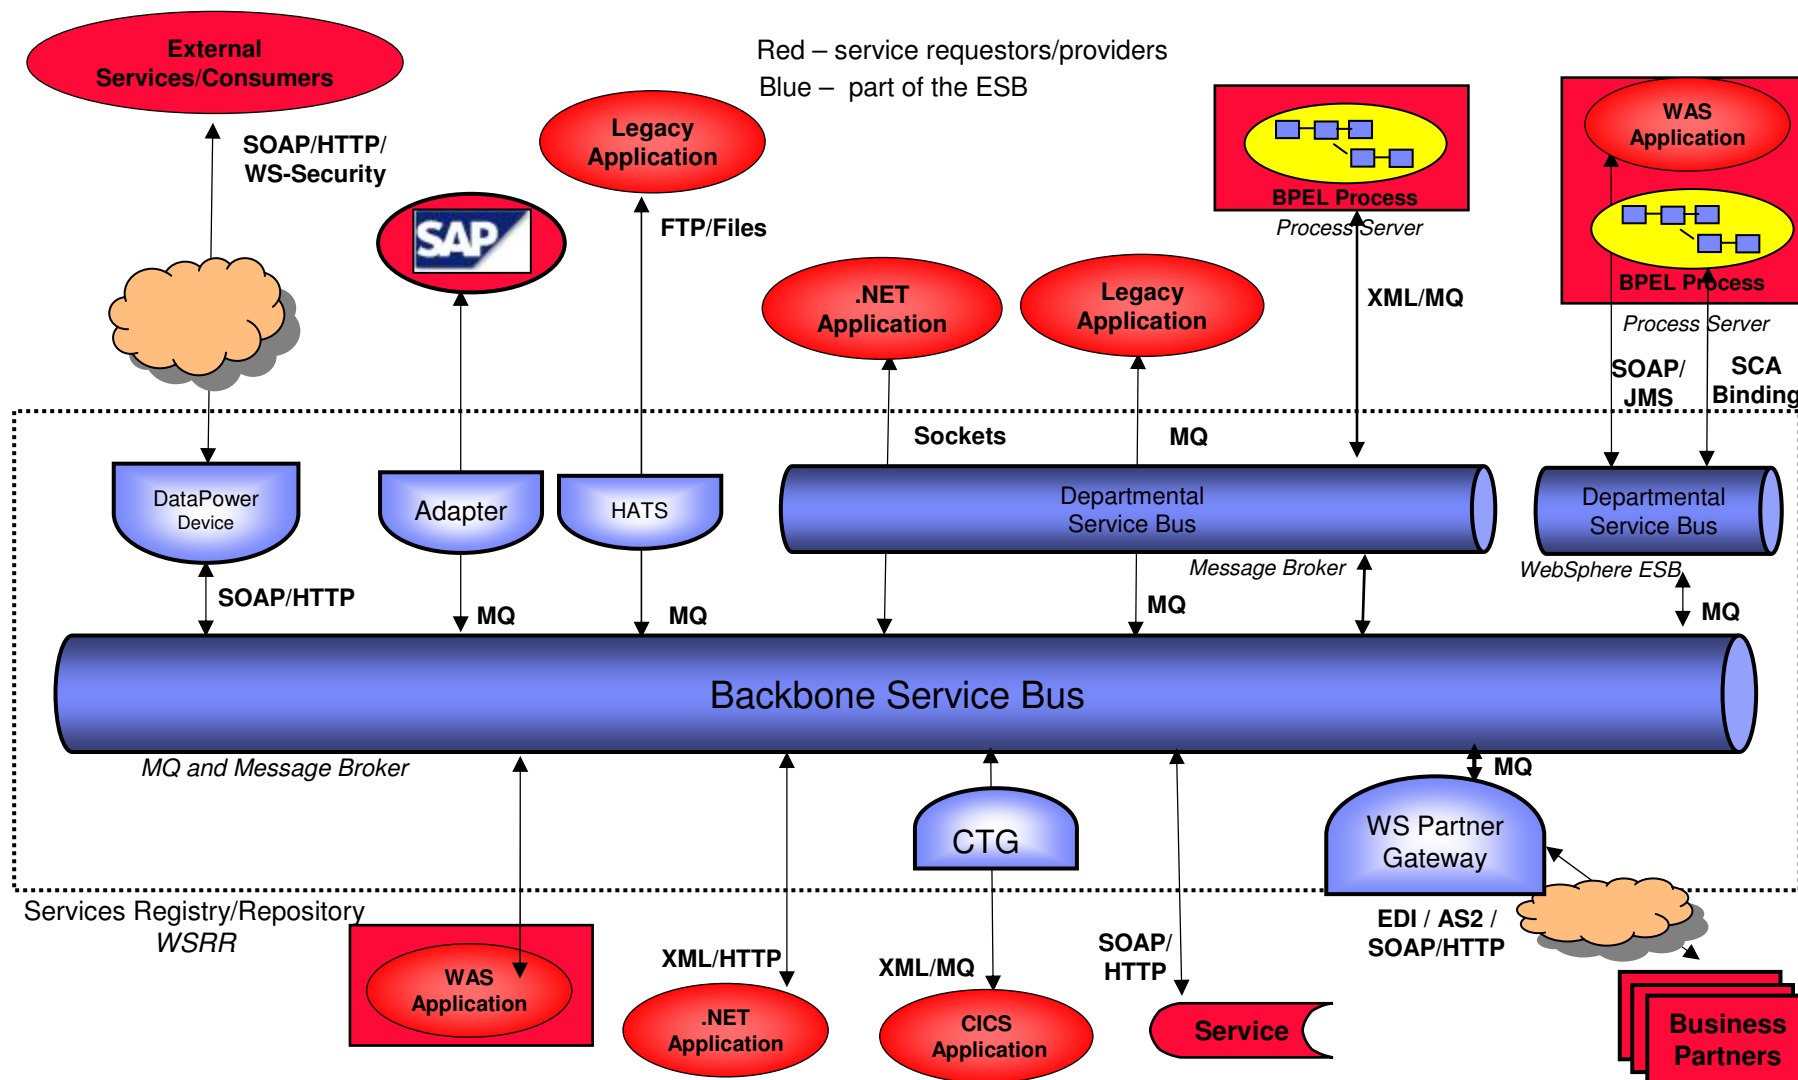 External
Services/Consumers
Red – service requestors/providers
Blue – part of the ESB
SOAP/HTTP/
WS-Security
Legacy
Application
SAP
FTP/Files
BPEL Process
Process Server
WAS
Application
BPEL Process
Process Server
.NET
Application
Legacy
Application
XML/MQ
SOAP/
JMS
SCA
Binding
Sockets
MQ
DataPower
Device
Adapter
HATS
Departmental
Service Bus
Departmental
Service Bus
Message Broker
WebSphere ESB
SOAP/HTTP
MQ
MQ
MQ
MQ
Backbone Service Bus
MQ and Message Broker
MQ
CTG
WS Partner
Gateway
Services Registry/Repository
WSRR
EDI / AS2 /
SOAP/HTTP
XML/HTTP
XML/MQ
SOAP/
HTTP
WAS
Application
.NET
Application
CICS
Application
Service
Business
Partners